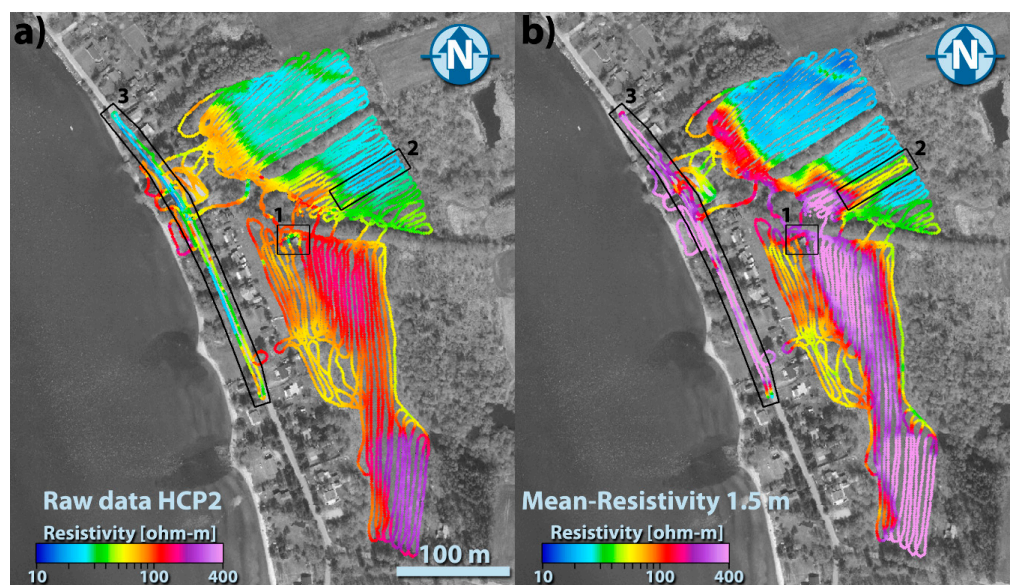 a)
N
3
2
1
Raw data HCP2
Resistivity [ohm-m]
10 100 400
100 m
b)
N
3
2
1
Mean-Resistivity 1.5 m
Resistivity [ohm-m]
10 100 400